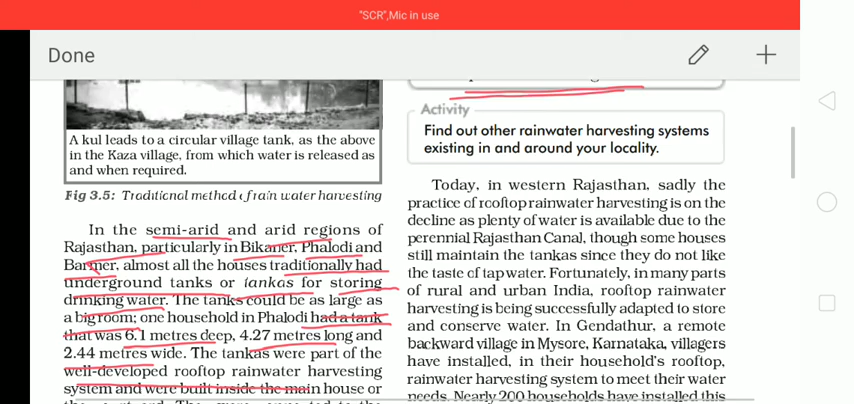 "SCR",Mic in use
Done
A kul leads to a circular village tank, as the above
in the Kaza village, from which water is released as
and when required.
Fig 3.5: Traditional method of rain water harvesting
In the semi-arid and arid regions of
Rajasthan, particularly in Bikaner, Phalodi and
Barmer, almost all the houses traditionally had
underground tanks or tankas for storing
drinking water. The tanks could be as large as
a big room; one household in Phalodi had a tank
that was 6.1 metres deep, 4.27 metres long and
2.44 metres wide. The tankas were part of the
well-developed rooftop rainwater harvesting
system and were built inside the main house or
Activity
Find out other rainwater harvesting systems
existing in and around your locality.
Today, in western Rajasthan, sadly the
practice of rooftop rainwater harvesting is on the
decline as plenty of water is available due to the
perennial Rajasthan Canal, though some houses
still maintain the tankas since they do not like
the taste of tap water. Fortunately, in many parts
of rural and urban India, rooftop rainwater
harvesting is being successfully adapted to store
and conserve water. In Gendathur, a remote
backward village in Mysore, Karnataka, villagers
have installed, in their household's rooftop,
rainwater harvesting system to meet their water
needs. Nearly 200 households have installed this